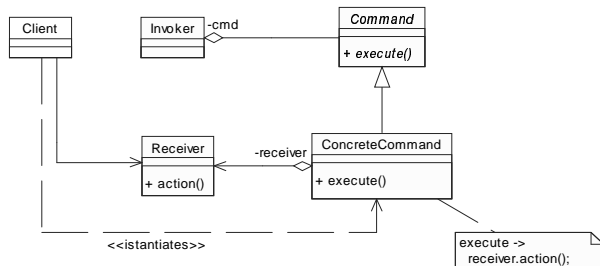 Client
Invoker
-cmd
Command
+ execute()
Receiver
+ action()
-receiver
ConcreteCommand
+ execute()
<<istantiates>>
execute ->
receiver.action();